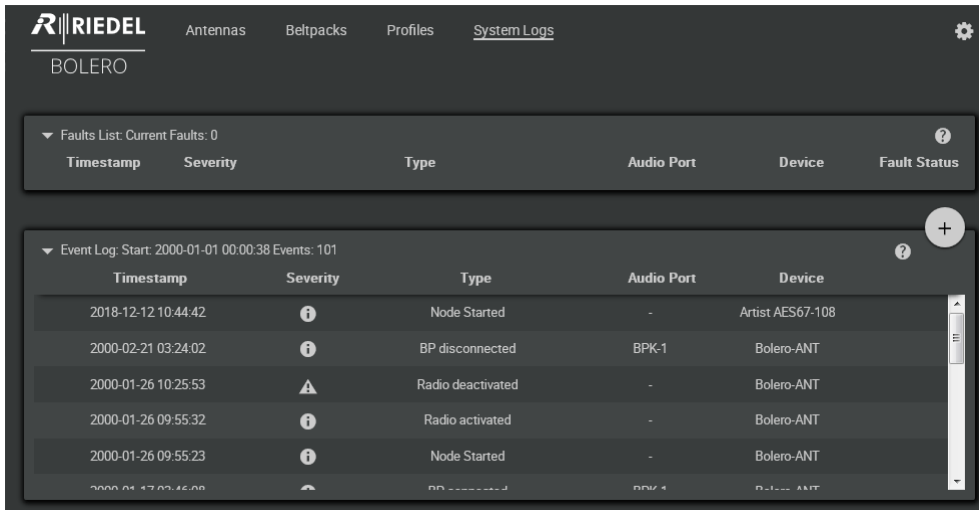 RIEDEL
BOLERO
Antennas Beltpacks Profiles System Logs
Faults List: Current Faults: 0
Timestamp Severity Type Audio Port Device Fault Status
Event Log: Start: 2000-01-01 00:00:38 Events: 101
Timestamp Severity Type Audio Port Device
2018-12-12 10:44:42 Node Started - Artist AES67-108
2000-02-21 03:24:02 BP disconnected BPK-1 Bolero-ANT
2000-01-26 10:25:53 Radio deactivated - Bolero-ANT
2000-01-26 09:55:32 Radio activated - Bolero-ANT
2000-01-26 09:55:23 Node Started - Bolero-ANT